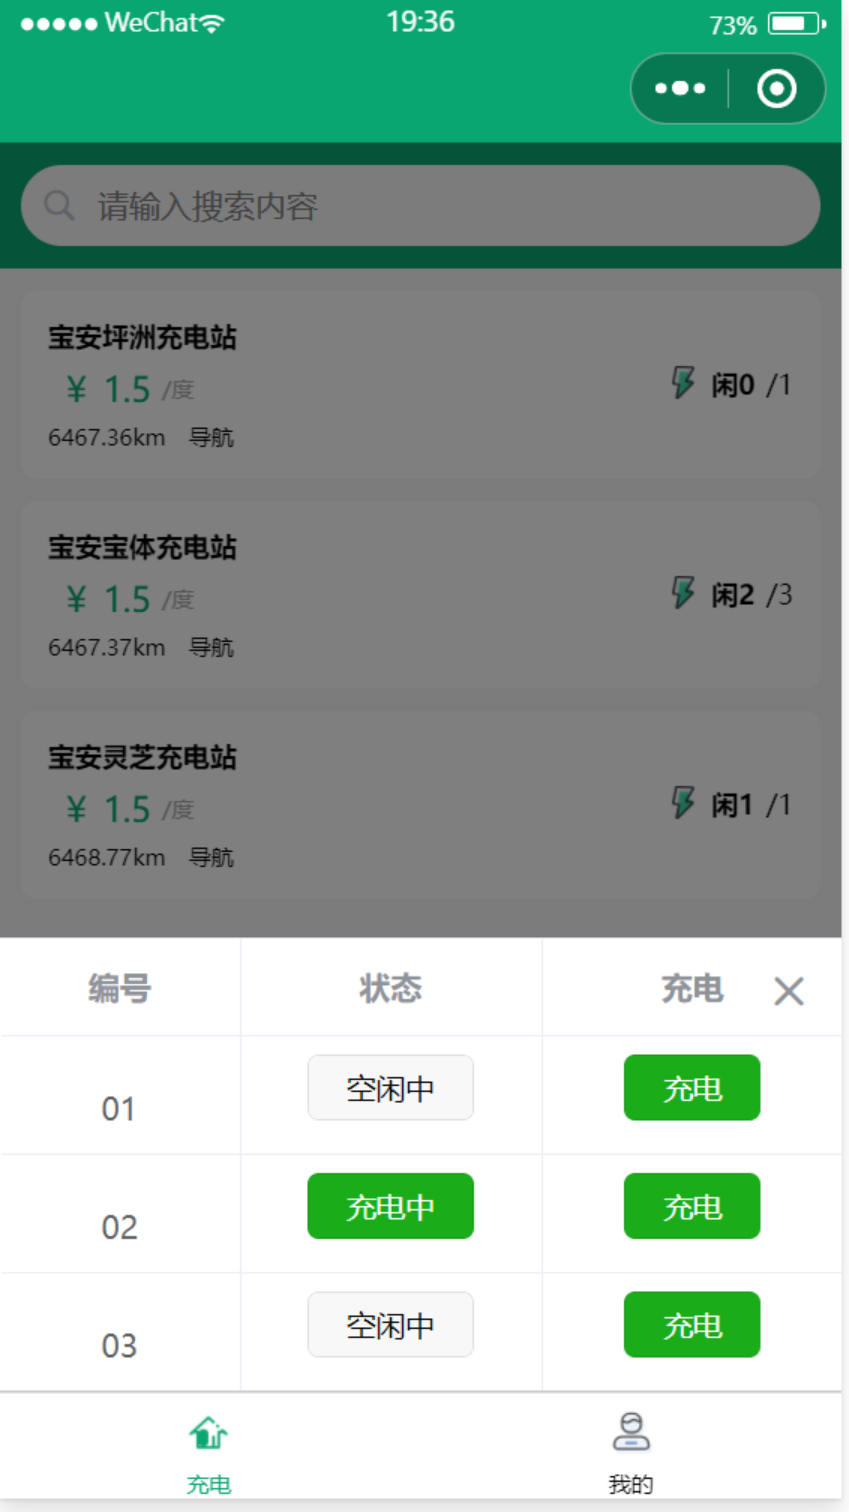 WeChat 19:36 73%
请输入搜索内容
宝安坪洲充电站
¥ 1.5 /度
闲0 /1
6467.36km 导航
宝安宝体充电站
¥ 1.5 /度
闲2 /3
6467.37km 导航
宝安灵芝充电站
¥ 1.5 /度
闲1 /1
6468.77km 导航
编号 状态 充电
01 空闲中 充电
02 充电中 充电
03 空闲中 充电
充电 我的